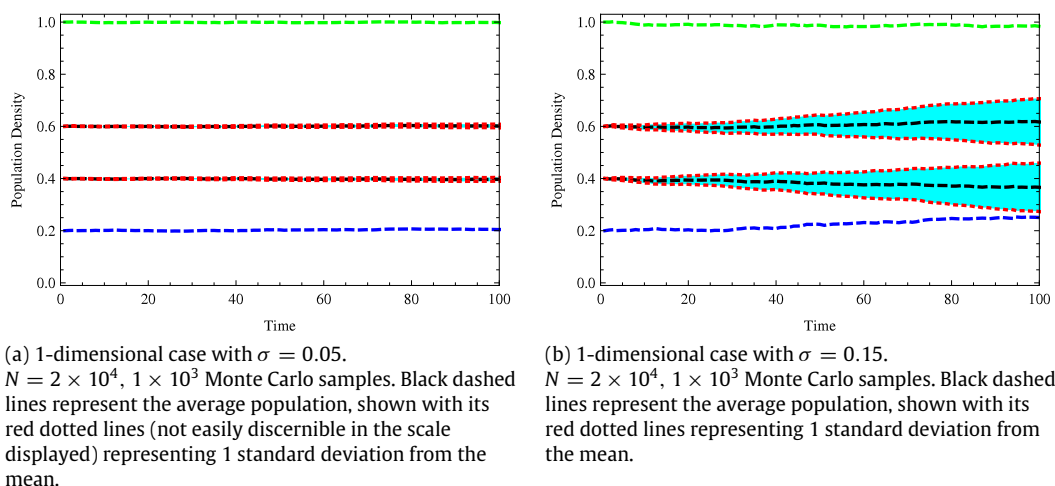 1.0
0.8
0.6
0.4
0.2
0.0
Population Density
0 20 40 60 80 100
Time
(a) 1-dimensional case with σ = 0.05.
N = 2 × 10⁴, 1 × 10³ Monte Carlo samples. Black dashed
lines represent the average population, shown with its
red dotted lines (not easily discernible in the scale
displayed) representing 1 standard deviation from the
mean.
1.0
0.8
0.6
0.4
0.2
0.0
Population Density
0 20 40 60 80 100
Time
(b) 1-dimensional case with σ = 0.15.
N = 2 × 10⁴, 1 × 10³ Monte Carlo samples. Black dashed
lines represent the average population, shown with its
red dotted lines representing 1 standard deviation from
the mean.